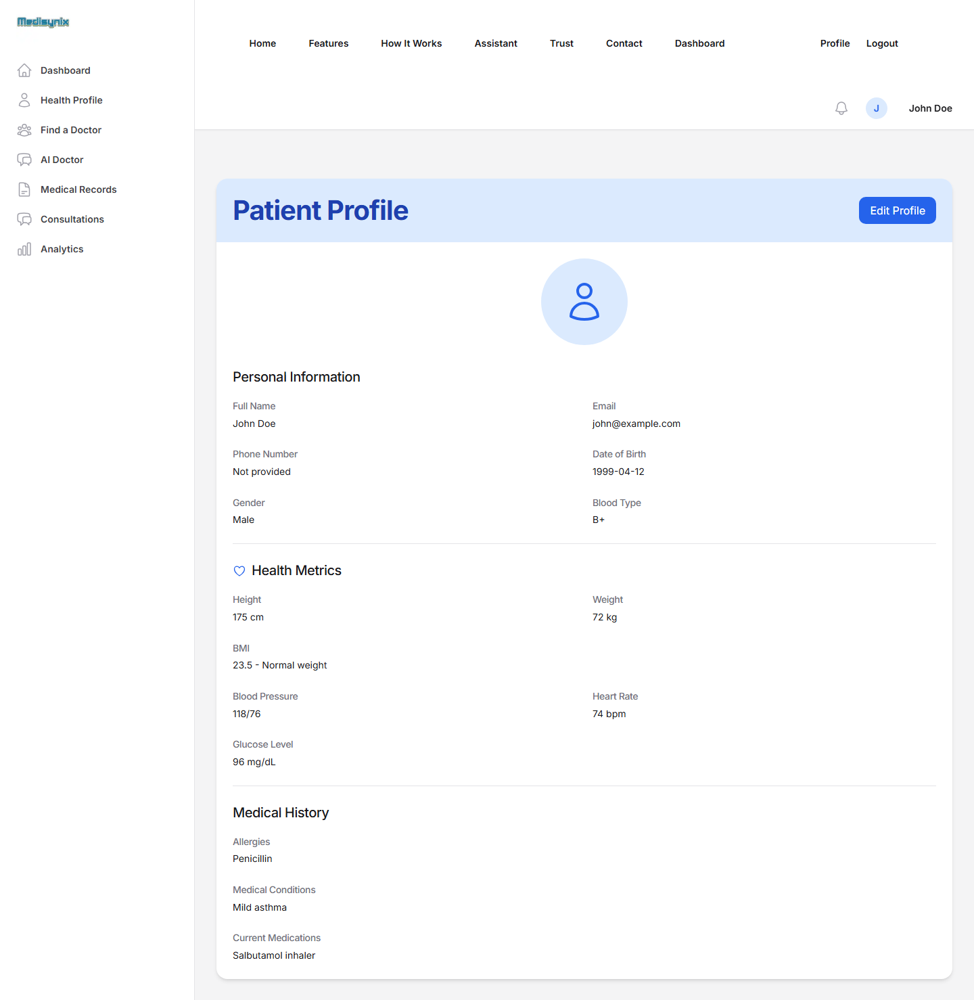 Medisynix
Dashboard
Health Profile
Find a Doctor
AI Doctor
Medical Records
Consultations
Analytics
Home Features How It Works Assistant Trust Contact Dashboard Profile Logout
J John Doe
Patient Profile
Edit Profile
Personal Information
Full Name Email
John Doe john@example.com
Phone Number Date of Birth
Not provided 1999-04-12
Gender Blood Type
Male B+
Health Metrics
Height Weight
175 cm 72 kg
BMI
23.5 - Normal weight
Blood Pressure Heart Rate
118/76 74 bpm
Glucose Level
96 mg/dL
Medical History
Allergies
Penicillin
Medical Conditions
Mild asthma
Current Medications
Salbutamol inhaler